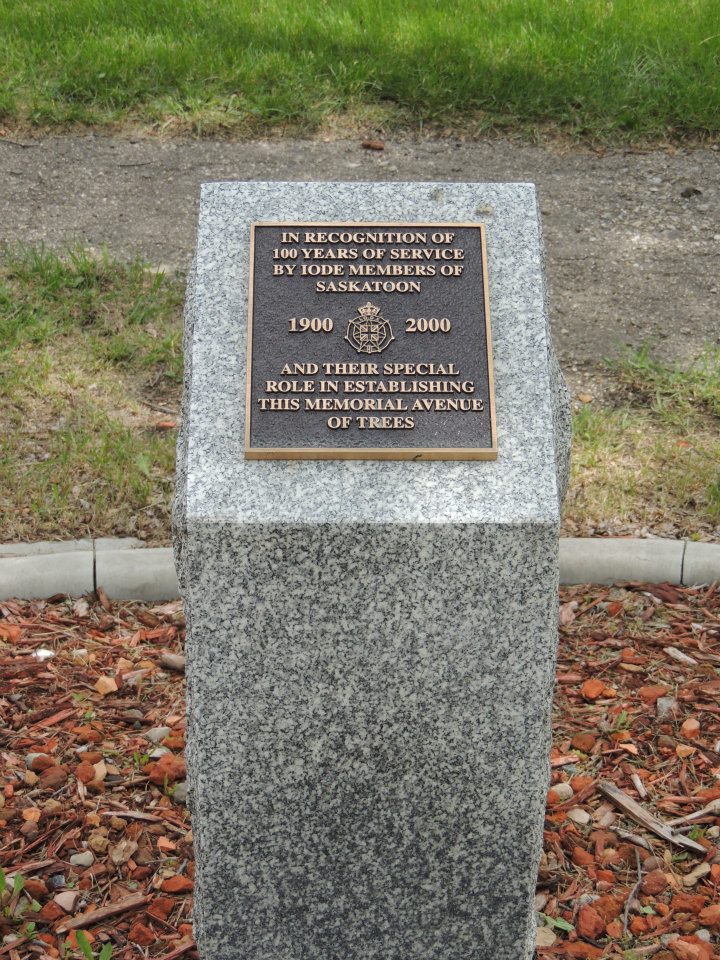 IN RECOGNITION OF
100 YEARS OF SERVICE
BY IODE MEMBERS OF
SASKATOON
1900 2000
AND THEIR SPECIAL
ROLE IN ESTABLISHING
THIS MEMORIAL AVENUE
OF TREES